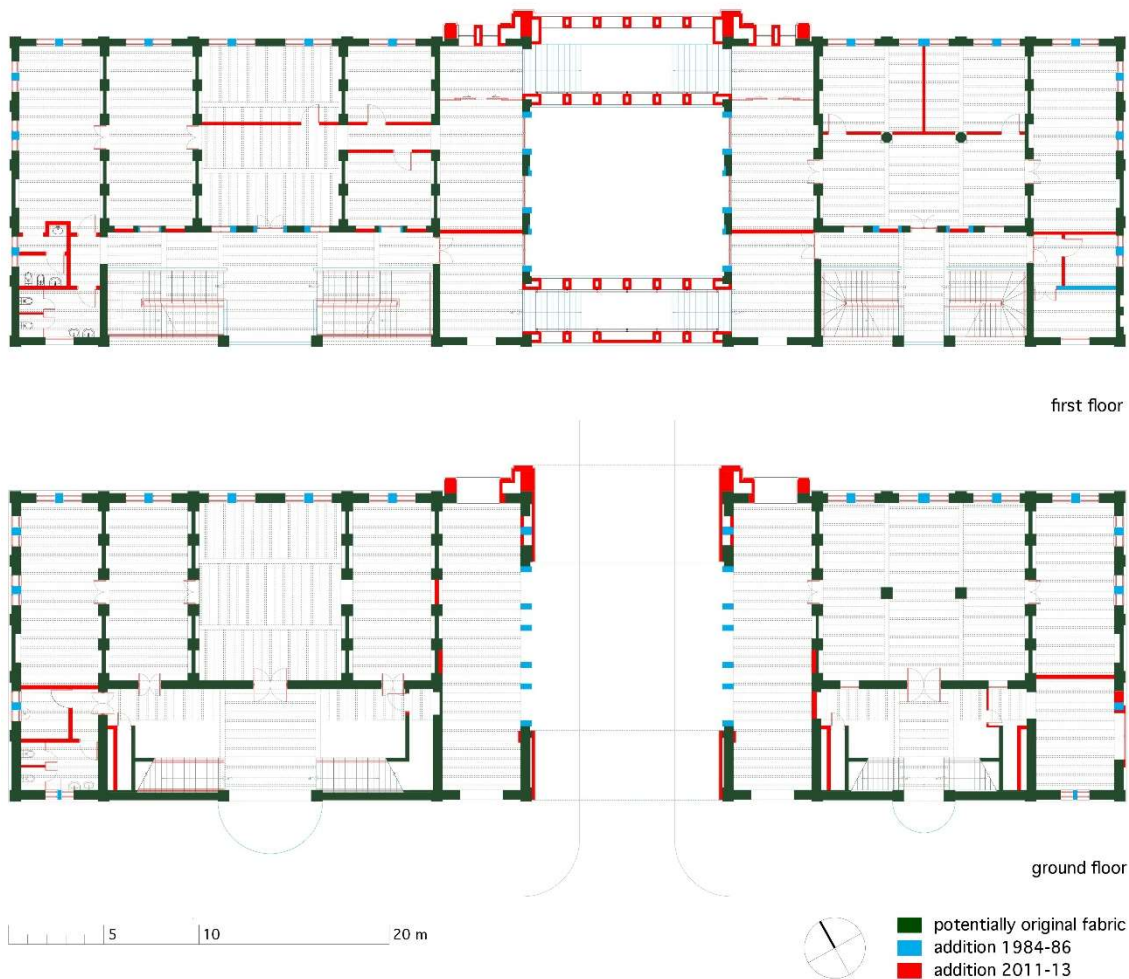 first floor
ground floor
5 10 20 m
potentially original fabric
addition 1984-86
addition 2011-13